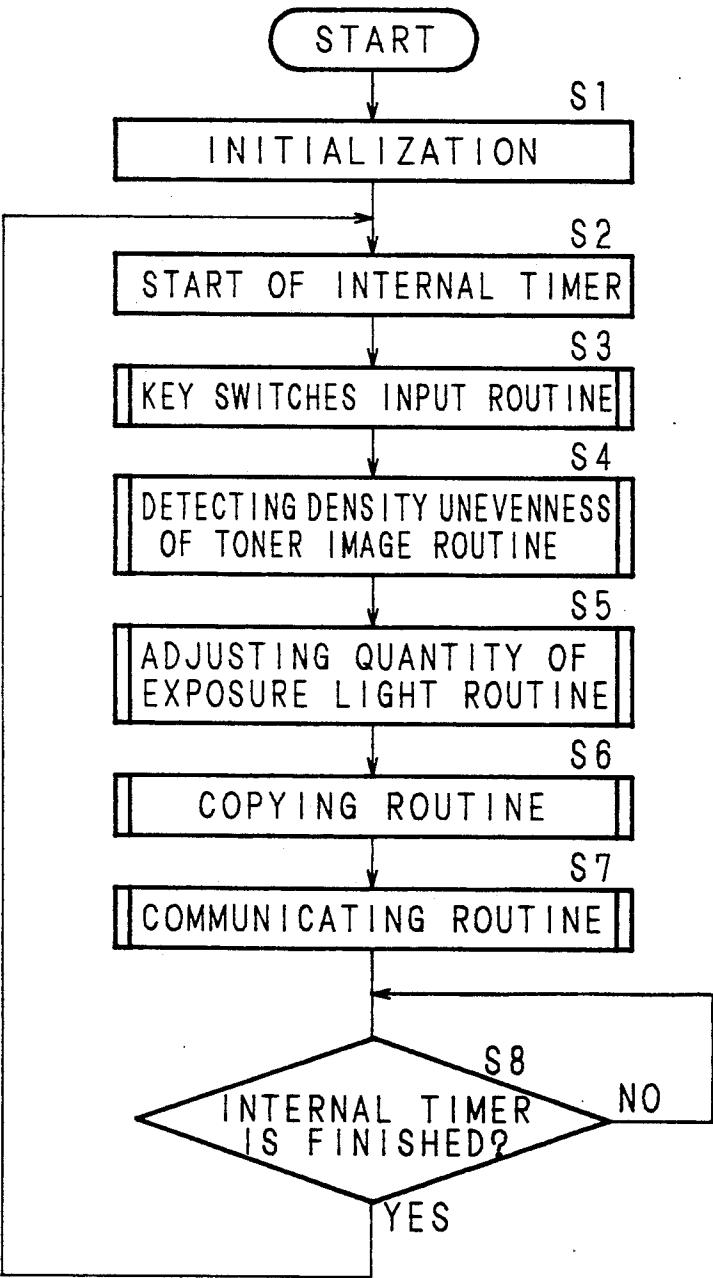 START
S1
INITIALIZATION
S2
START OF INTERNAL TIMER
S3
KEY SWITCHES INPUT ROUTINE
S4
DETECTING DENSITY UNEVENNESS
OF TONER IMAGE ROUTINE
S5
ADJUSTING QUANTITY OF
EXPOSURE LIGHT ROUTINE
S6
COPYING ROUTINE
S7
COMMUNICATING ROUTINE
S8
INTERNAL TIMER
IS FINISHED?
NO
YES